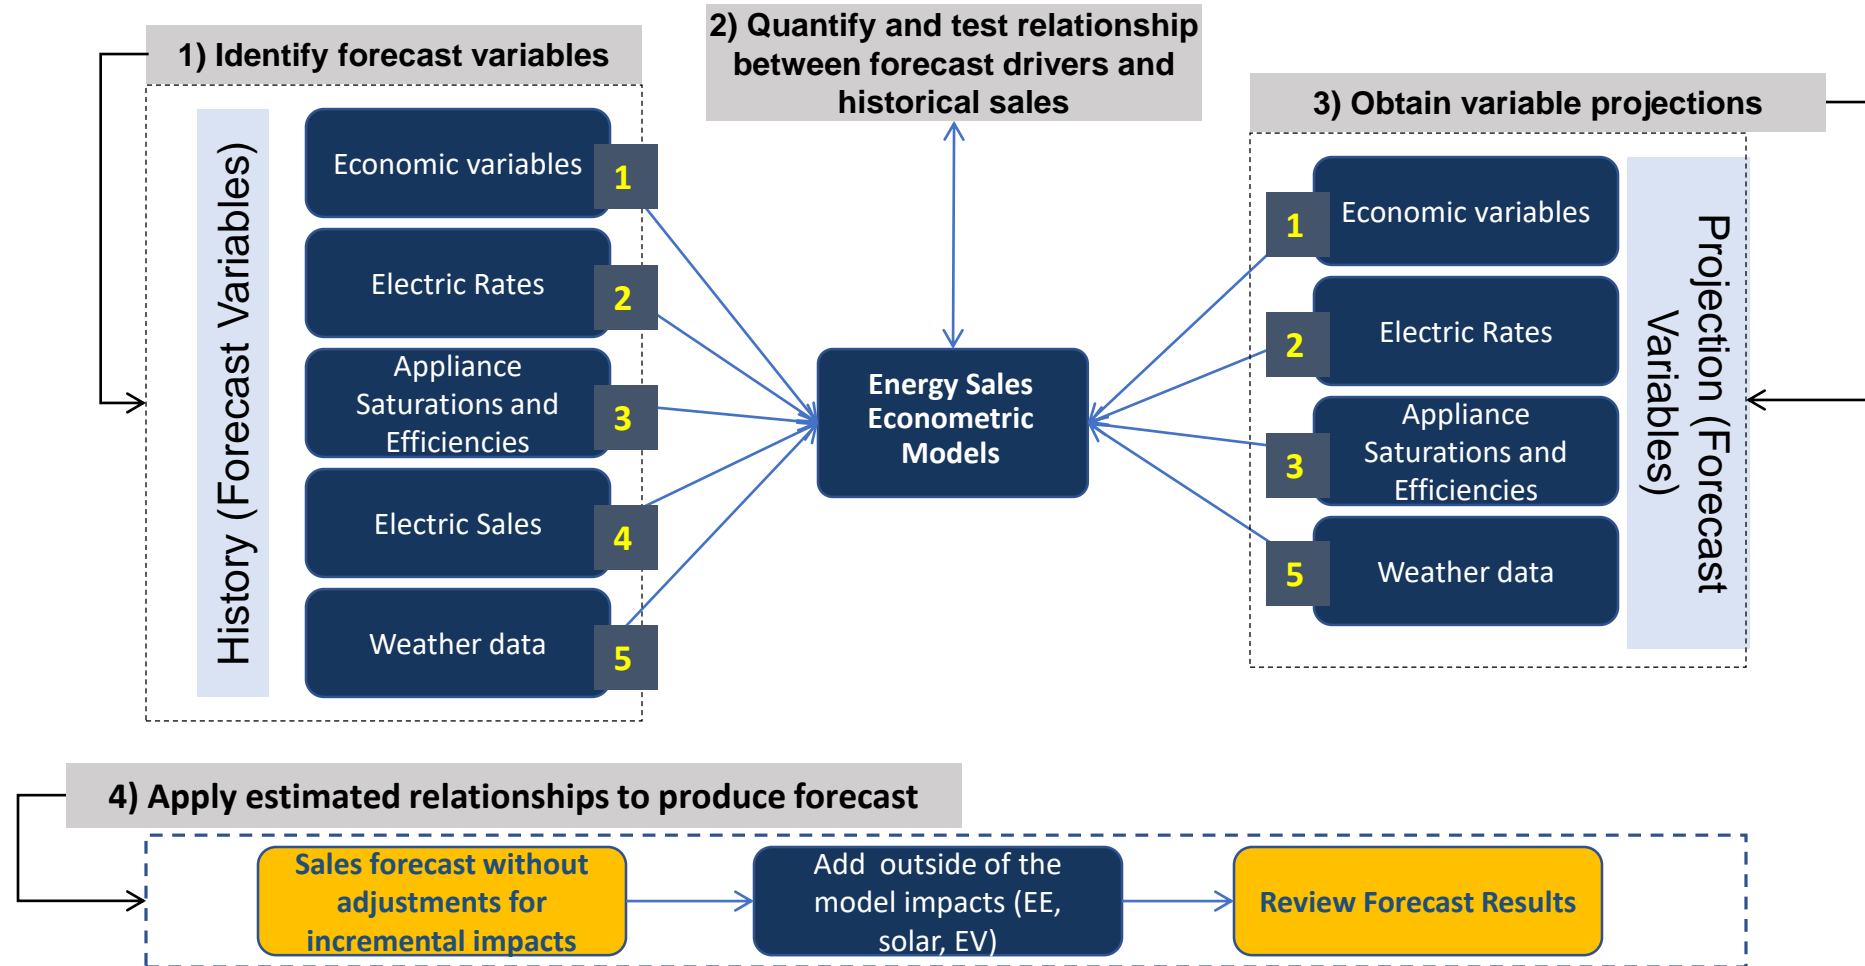 1) Identify forecast variables
History (Forecast Variables)
Economic variables
1
Electric Rates
2
Appliance
Saturations and
Efficiencies
3
Electric Sales
4
Weather data
5
2) Quantify and test relationship
between forecast drivers and
historical sales
Energy Sales
Econometric
Models
3) Obtain variable projections
1
Economic variables
2
Electric Rates
3
Appliance
Saturations and
Efficiencies
5
Weather data
Projection (Forecast
Variables)
4) Apply estimated relationships to produce forecast
Sales forecast without
adjustments for
incremental impacts
Add outside of the
model impacts (EE,
solar, EV)
Review Forecast Results